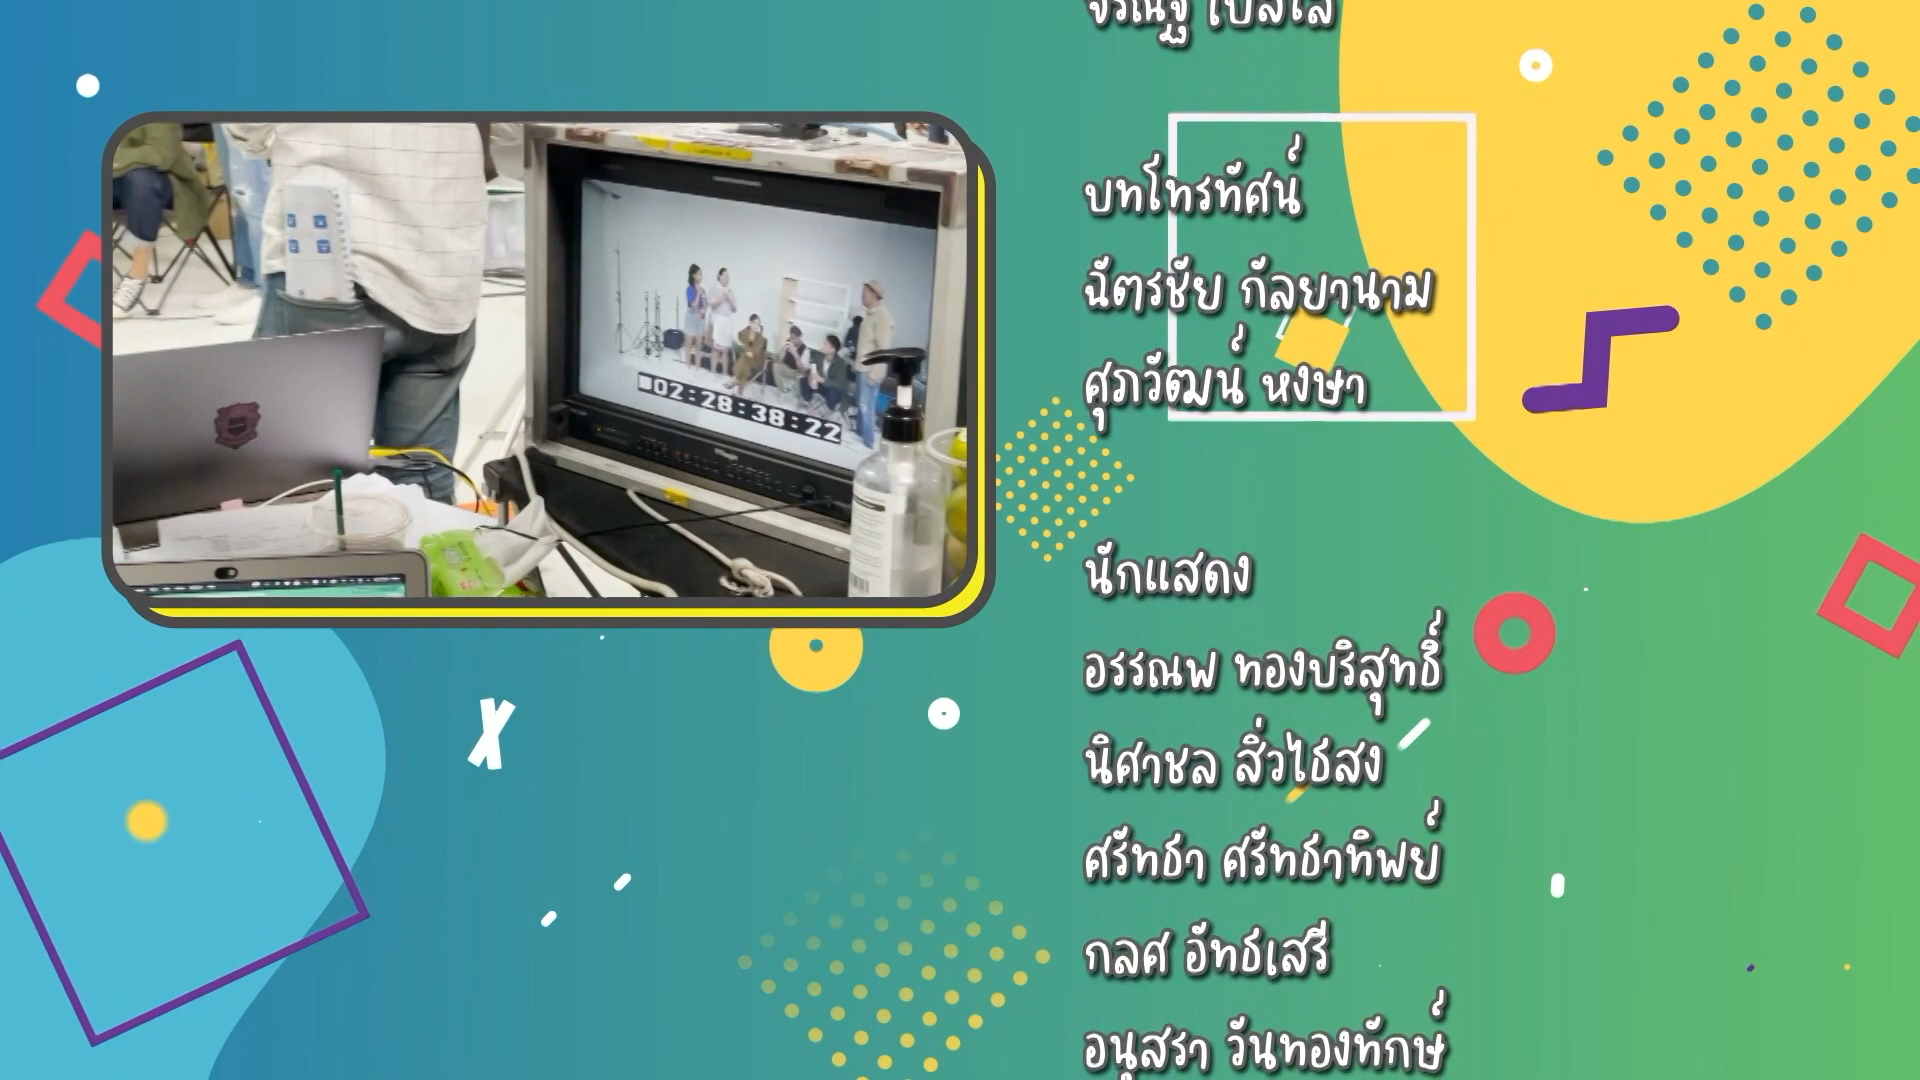 บทโทรทัศน์
ฉัตรชัย กัลยานาม
ศุภวัฒน์ หงษา
นักแสดง
อรรณพ ทองบริสุทธิ์
นิศาชล สิ่วไธสง
ศรัทธา ศรัทธาทิพย์
กลศ อัทธ์เสรี
อนุสรา วันทองทักษ์
02:28:38:22